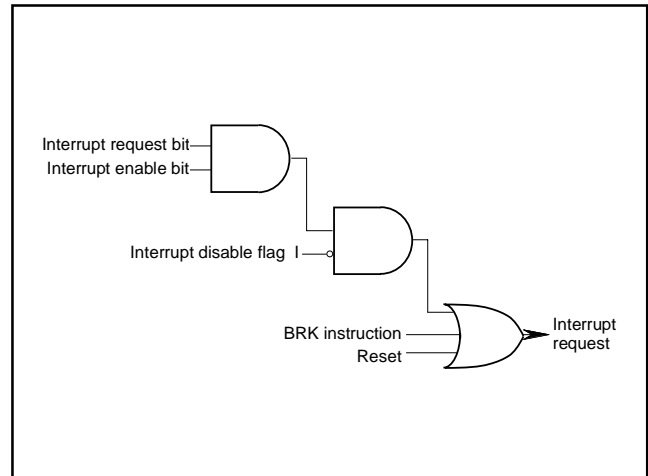 Interrupt request bit
Interrupt enable bit
Interrupt disable flag I
BRK instruction
Reset
Interrupt
request